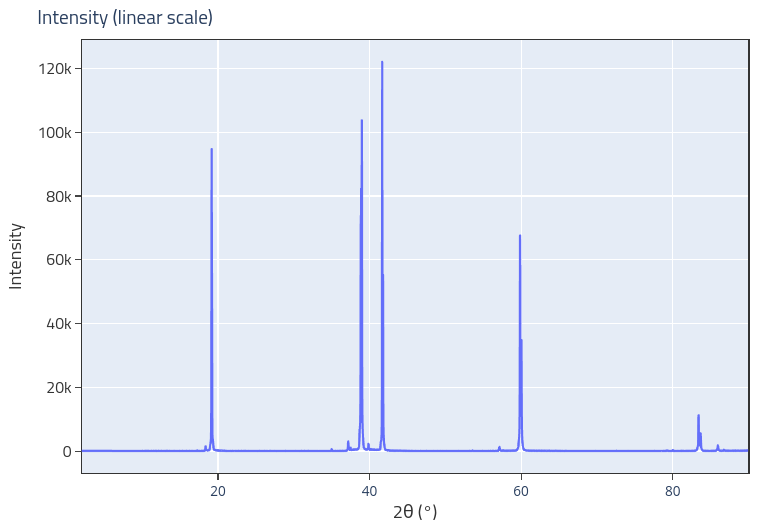 Intensity (linear scale)
120k
100k
80k
60k
40k
20k
0
Intensity
20
40
60
80
2θ (°)